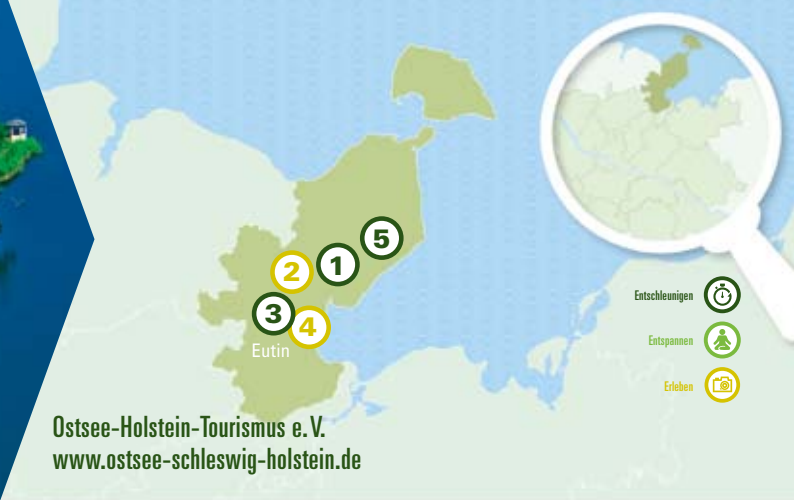 5
1
2
3
4
Eutin
Entschleunigen
Entspannen
Erleben
Ostsee-Holstein-Tourismus e.V.
www.ostsee-schleswig-holstein.de